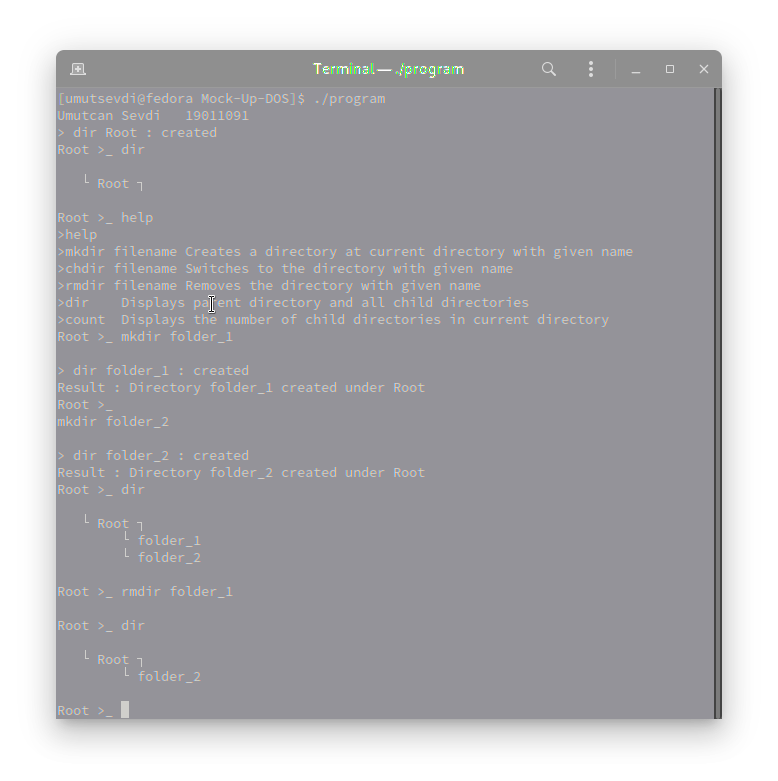 Terminal — ./program
[umutsevdi@fedora Mock-Up-DOS]$ ./program
Umutcan Sevdi   19011091
> dir Root : created
Root >_ dir
└ Root ┐
Root >_ help
>help
>mkdir filename Creates a directory at current directory with given name
>chdir filename Switches to the directory with given name
>rmdir filename Removes the directory with given name
>dir    Displays parent directory and all child directories
>count  Displays the number of child directories in current directory
Root >_ mkdir folder_1
> dir folder_1 : created
Result : Directory folder_1 created under Root
Root >_
mkdir folder_2
> dir folder_2 : created
Result : Directory folder_2 created under Root
Root >_ dir
└ Root ┐
└ folder_1
└ folder_2
Root >_ rmdir folder_1
Root >_ dir
└ Root ┐
└ folder_2
Root >_